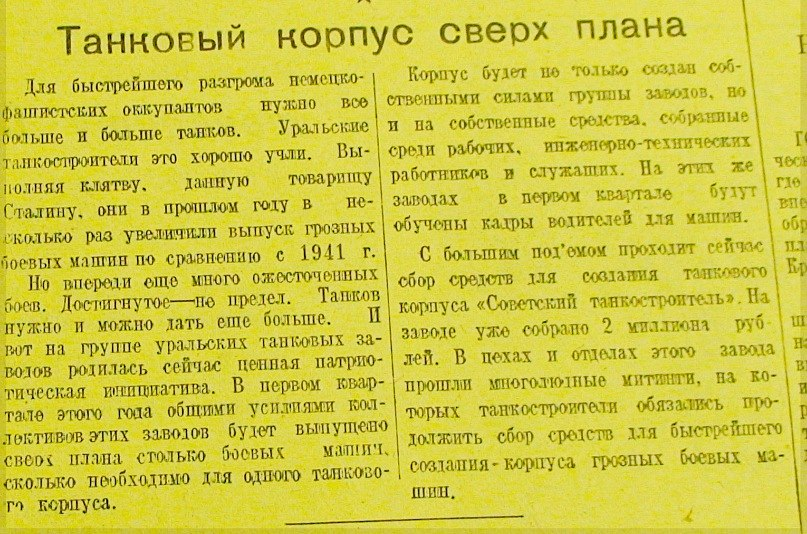 Танковый корпус сверх плана
Для быстрейшего разгрома немецко-
фашистских оккупантов нужно все
больше и больше танков. Уральские
танкостроители это хорошо учли. Вы-
полняя клятву, данную товарищу
Сталину, они в прошлом году в не-
сколько раз увеличили выпуск грозных
боевых машин по сравнению с 1941 г.
Но впереди еще много ожесточенных
боев. Достигнутое—не предел. Танков
нужно и можно дать еще больше. И
вот на группе уральских танковых за-
водов родилась сейчас ценная патрио-
тическая инициатива. В первом квар-
тале этого года общими усилиями кол-
лективов этих заводов будет выпущено
сверх плана столько боевых машин,
сколько необходимо для одного танково-
го корпуса.
Корпус будет не только создан соб-
ственными силами группы заводов, но
и на собственные средства, собранные
среди рабочих, инженерно-технических
работников и служащих. На этих же
заводах в первом квартале будут
обучены кадры водителей для машин.
С большим под'емом проходит сейчас
сбор средств для создания танкового
корпуса «Советский танкостроитель». На
заводе уже собрано 2 миллиона руб-
лей. В цехах и отделах этого завода
прошли многолюдные митинги, на ко-
торых танкостроители обязались про-
должить сбор средств для быстрейшего
создания-корпуса грозных боевых ма-
шин.